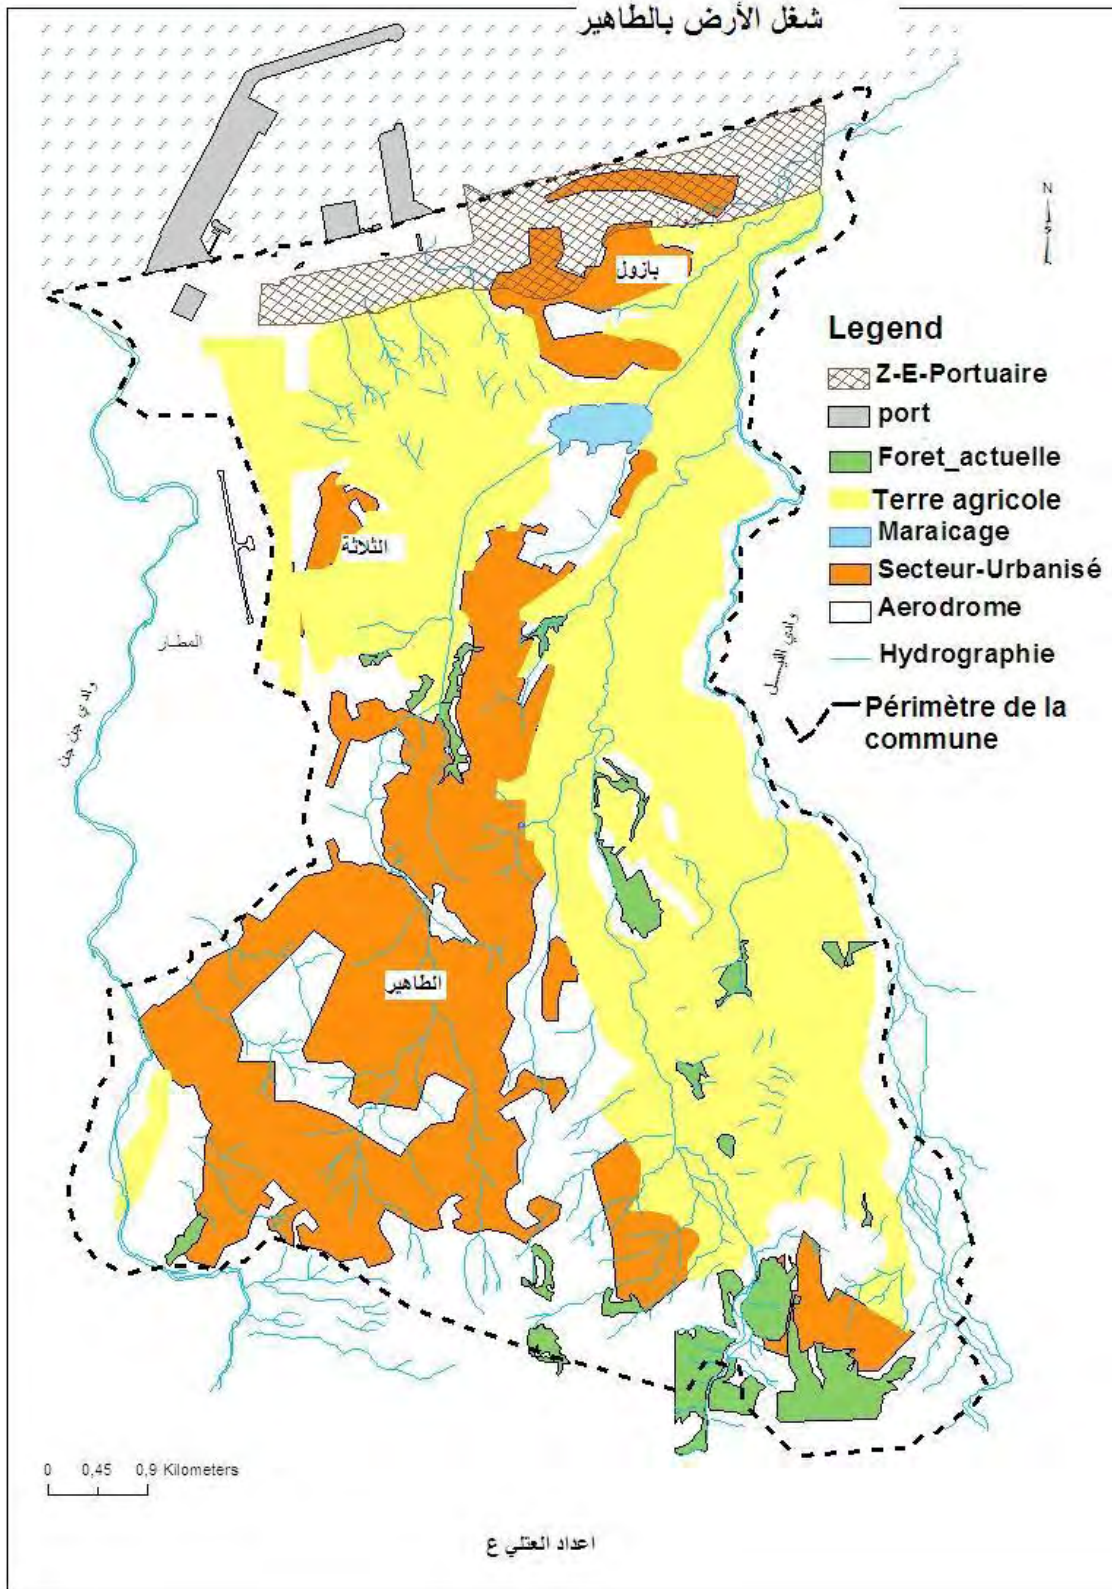 شغل الأرض بالطاهير
N
بازول
Legend
Z-E-Portuaire
port
Foret_actuelle
Terre agricole
Maraicage
Secteur-Urbanisé
Aerodrome
Hydrographie
Périmètre de la
commune
الثلاثة
المطار
وادي جن جن
وادي النيل
الطاهير
0 0,45 0,9 Kilometers
اعداد العتلي ع